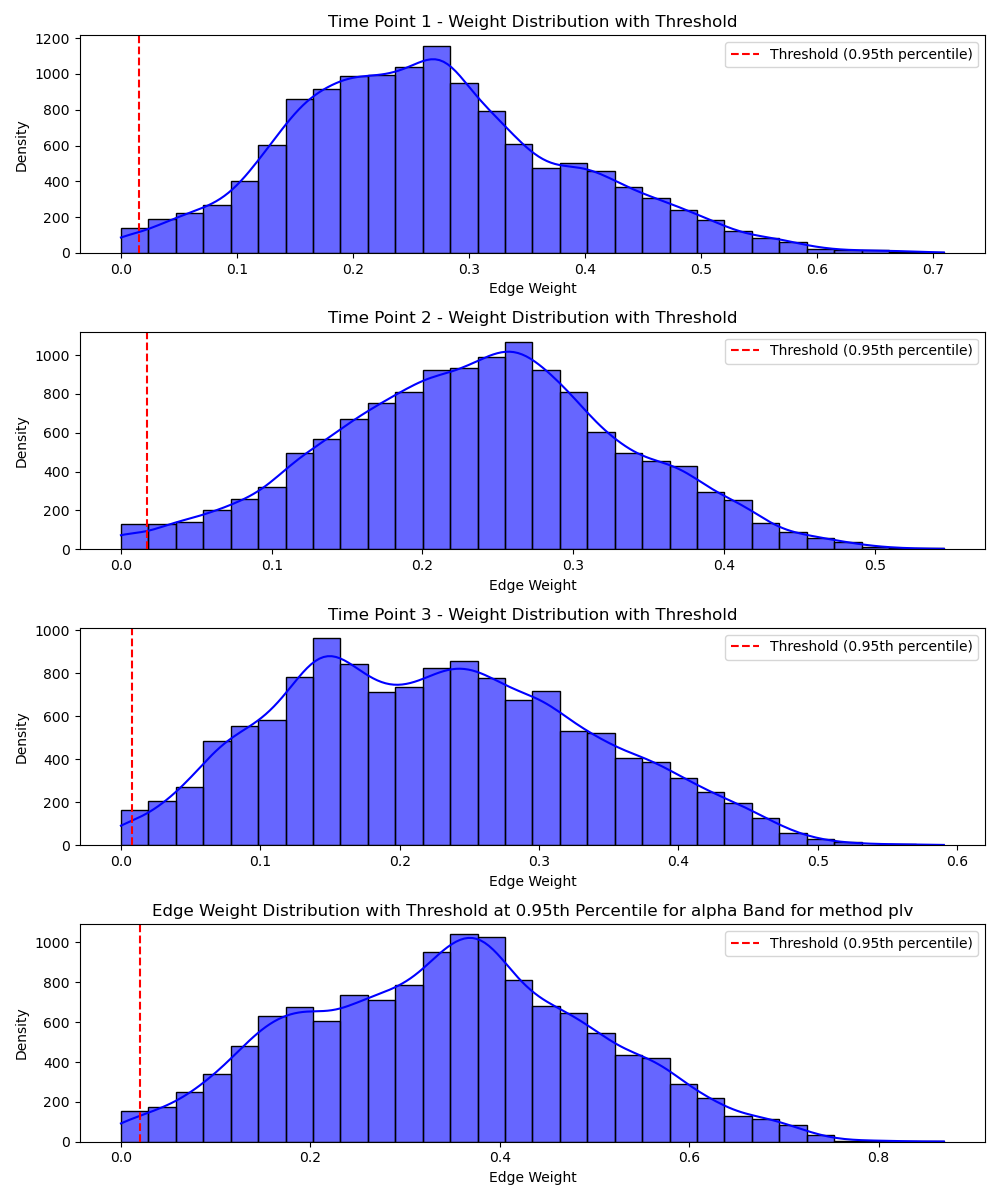 Time Point 1 - Weight Distribution with Threshold
1200
1000
800
600
400
200
0
Density
Threshold (0.95th percentile)
0.0 0.1 0.2 0.3 0.4 0.5 0.6 0.7
Edge Weight
Time Point 2 - Weight Distribution with Threshold
1000
800
600
400
200
0
Density
Threshold (0.95th percentile)
0.0 0.1 0.2 0.3 0.4 0.5
Edge Weight
Time Point 3 - Weight Distribution with Threshold
1000
800
600
400
200
0
Density
Threshold (0.95th percentile)
0.0 0.1 0.2 0.3 0.4 0.5 0.6
Edge Weight
Edge Weight Distribution with Threshold at 0.95th Percentile for alpha Band for method plv
1000
800
600
400
200
0
Density
Threshold (0.95th percentile)
0.0 0.2 0.4 0.6 0.8
Edge Weight